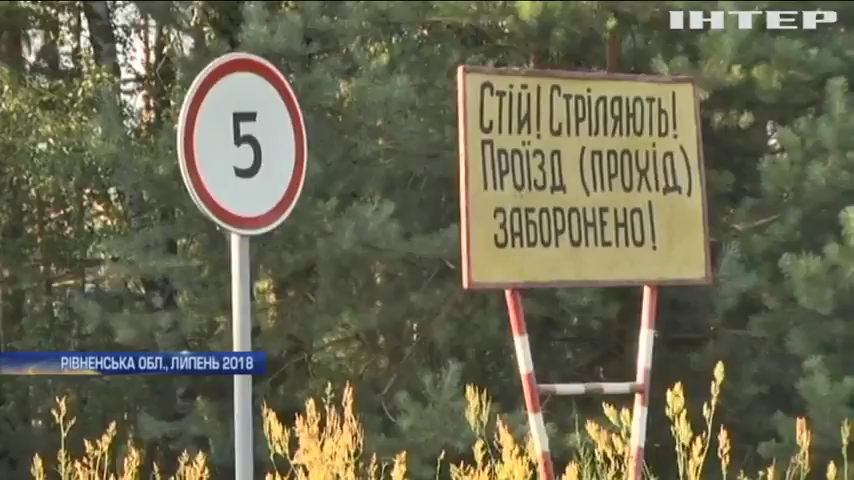 ІНТЕР
5
Стій! Стріляють!
Проїзд (прохід)
заборонено!
РІВНЕНСЬКА ОБЛ., ЛИПЕНЬ 2018